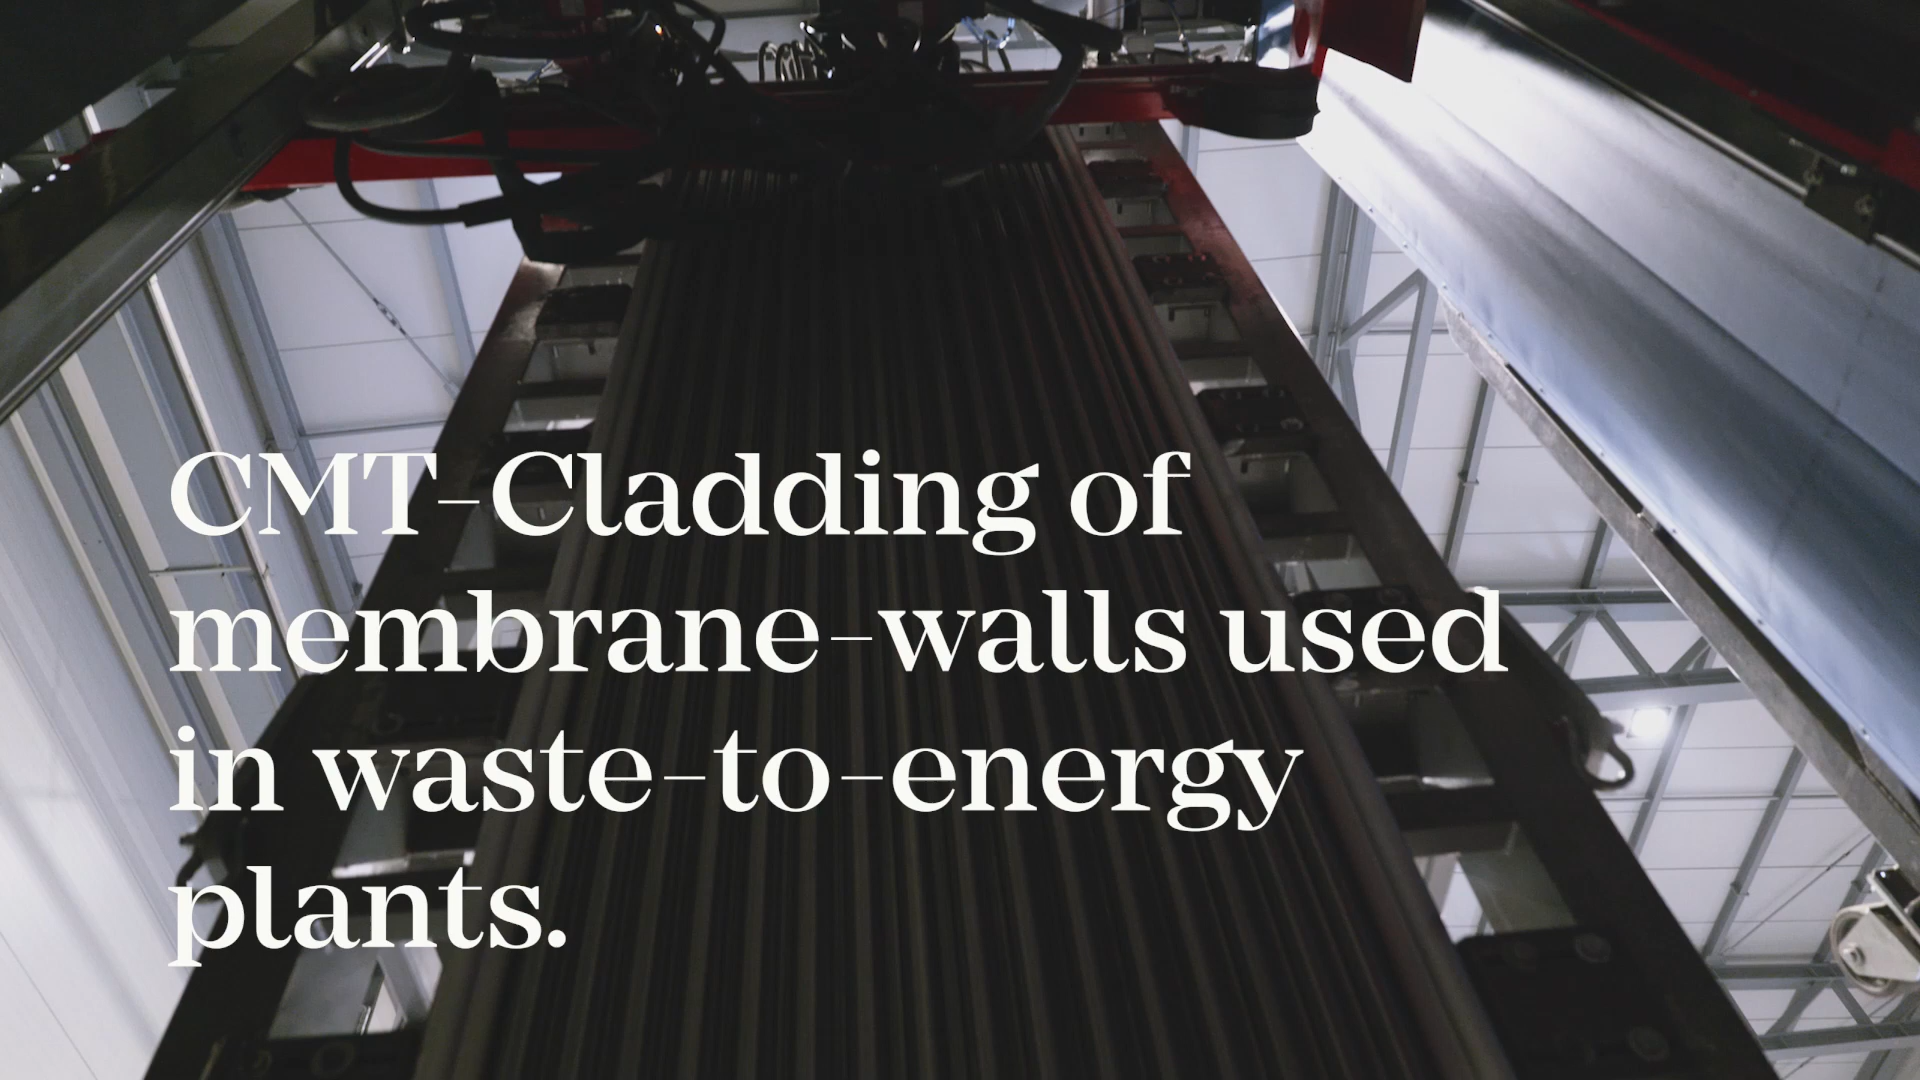 CMT-Cladding of
membrane-walls used
in waste-to-energy
plants.